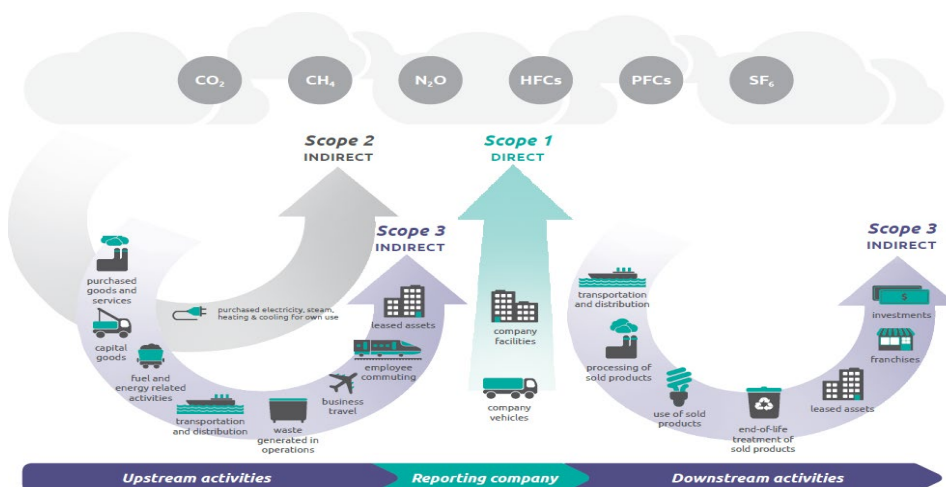 CO₂
CH₄
N₂O
HFCs
PFCs
SF₆
Scope 2
INDIRECT
Scope 1
DIRECT
Scope 3
INDIRECT
Scope 3
INDIRECT
purchased
goods and
services
capital
goods
fuel and
energy related
activities
transportation
and distribution
waste
generated in
operations
business
travel
employee
commuting
leased assets
purchased electricity, steam,
heating & cooling for own use
company
facilities
company
vehicles
transportation
and distribution
processing of
sold products
use of sold
products
end-of-life
treatment of
sold products
leased assets
franchises
investments
$
Upstream activities
Reporting company
Downstream activities